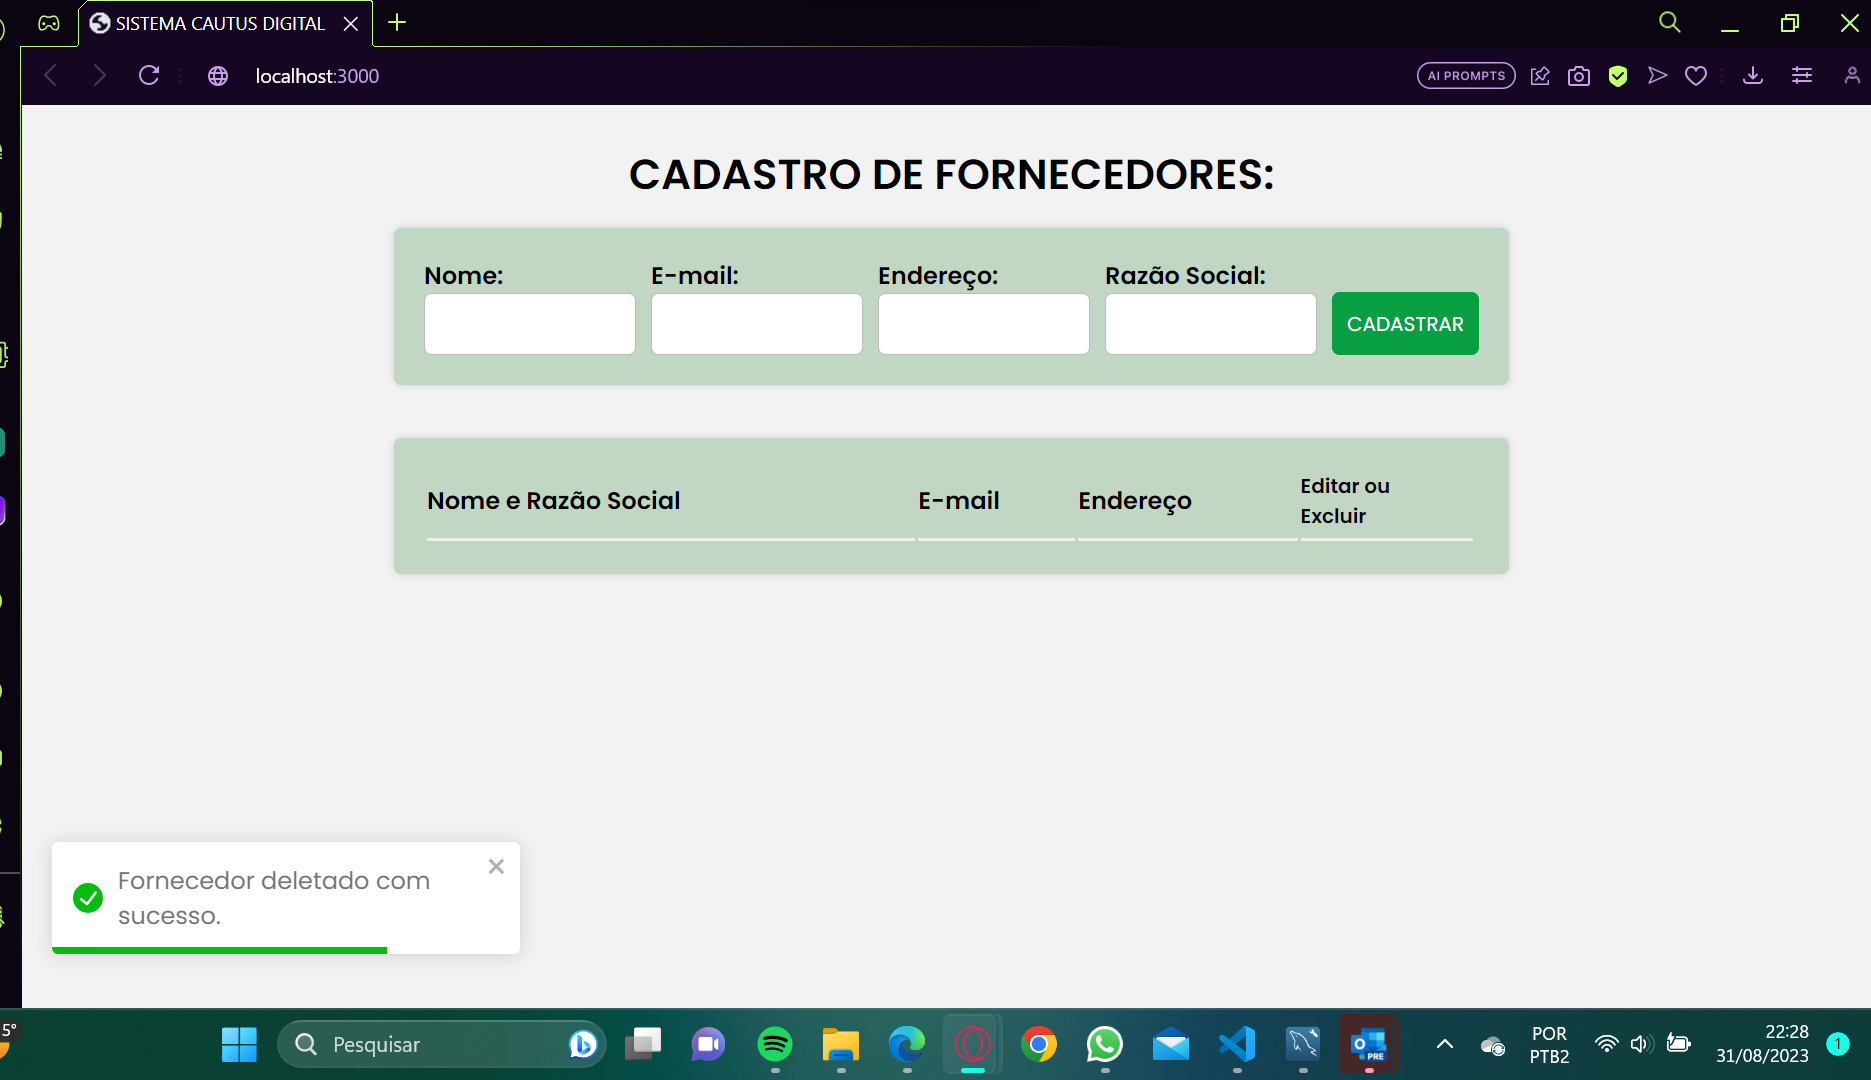 SISTEMA CAUTUS DIGITAL
localhost:3000
AI PROMPTS
CADASTRO DE FORNECEDORES:
Nome:
E-mail:
Endereço:
Razão Social:
CADASTRAR
Nome e Razão Social
E-mail
Endereço
Editar ou
Excluir
Fornecedor deletado com
sucesso.
5°
Pesquisar
PRE
POR
PTB2
22:28
31/08/2023
1